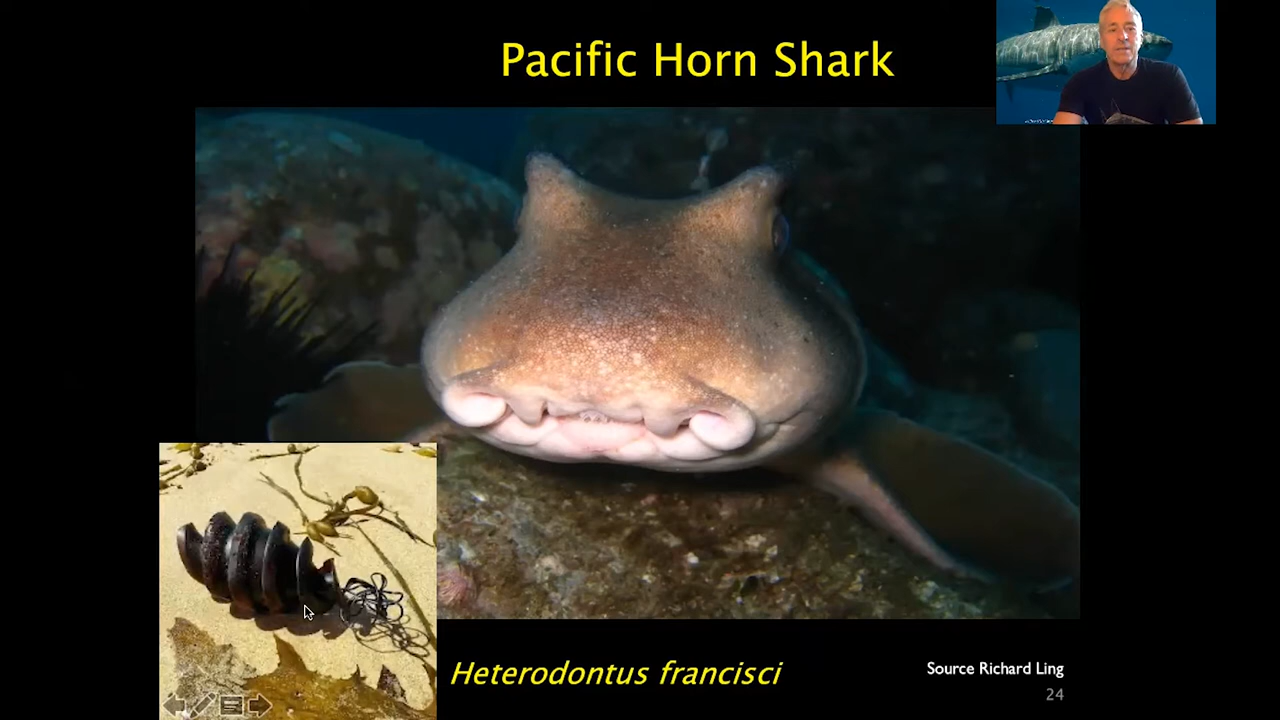 Pacific Horn Shark
Heterodontus francisci
Source Richard Ling
24